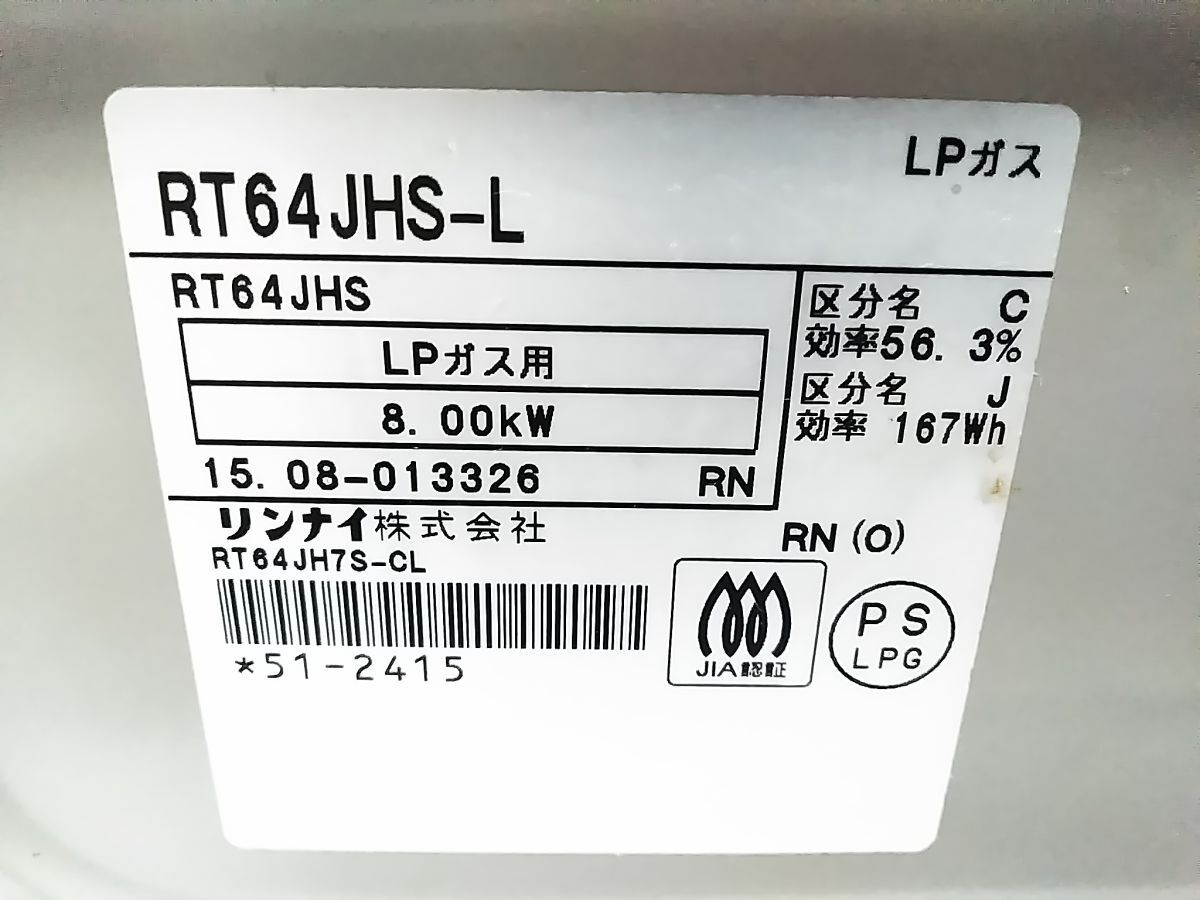 LPガス
RT64JHS-L
RT64JHS
LPガス用
8.00kW
15.08-013326 RN
区分名 C
効率56.3%
区分名 J
効率 167Wh
リンナイ株式会社
RN (O)
RT64JH7S-CL
*51-2415
JIA認証
PS
LPG